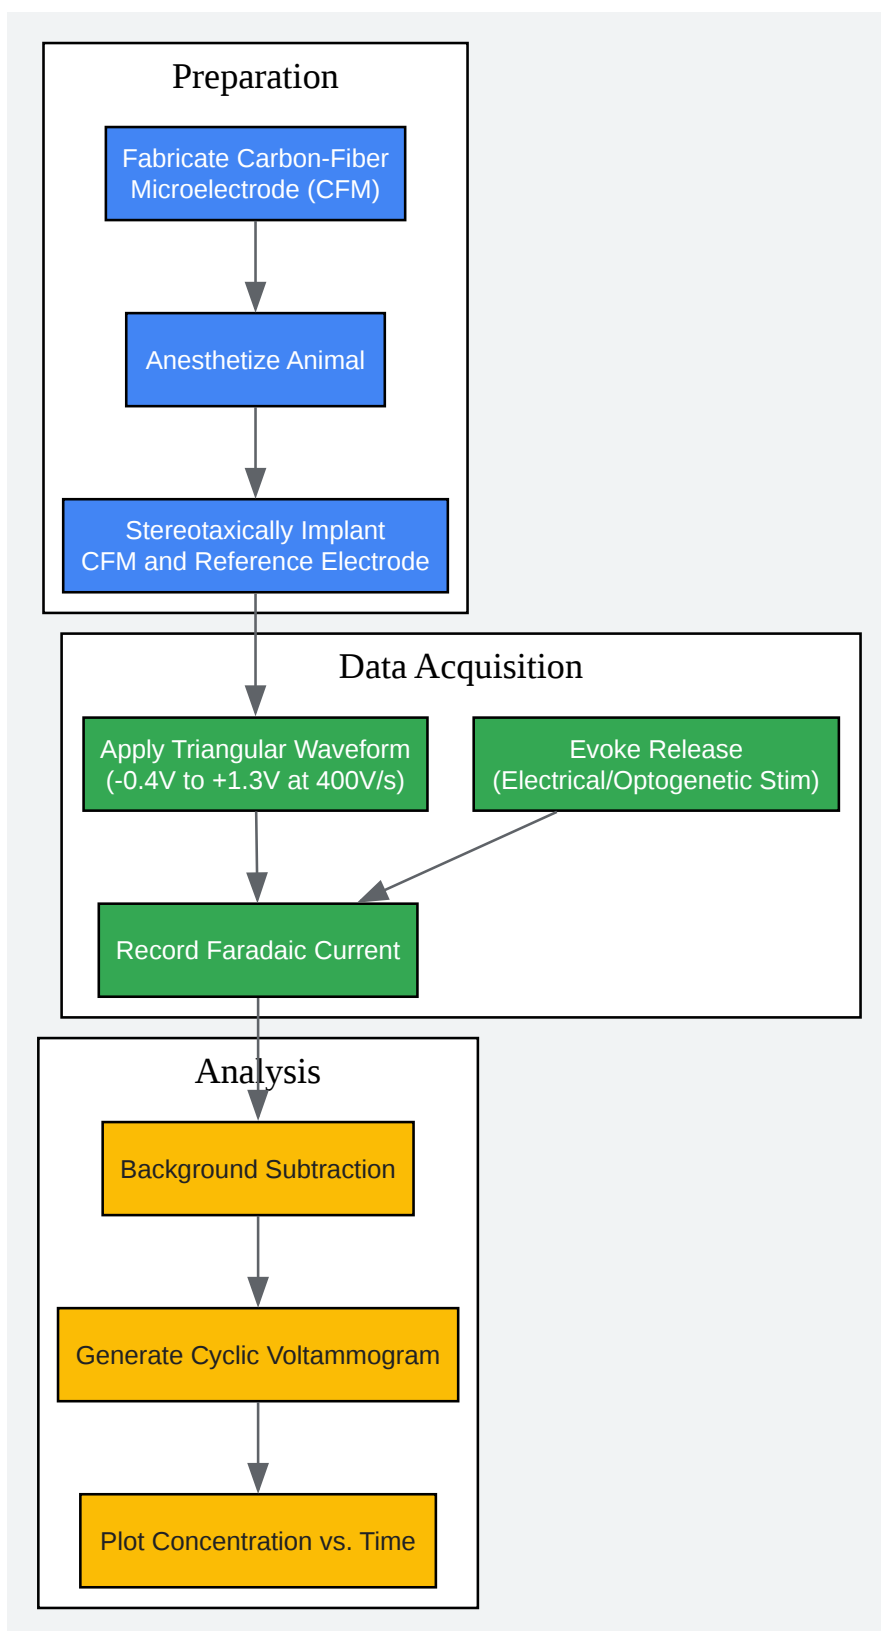 Preparation
Fabricate Carbon-Fiber
Microelectrode (CFM)
Anesthetize Animal
Stereotaxically Implant
CFM and Reference Electrode
Data Acquisition
Apply Triangular Waveform
(-0.4V to +1.3V at 400V/s)
Evoke Release
(Electrical/Optogenetic Stim)
Record Faradaic Current
Analysis
Background Subtraction
Generate Cyclic Voltammogram
Plot Concentration vs. Time